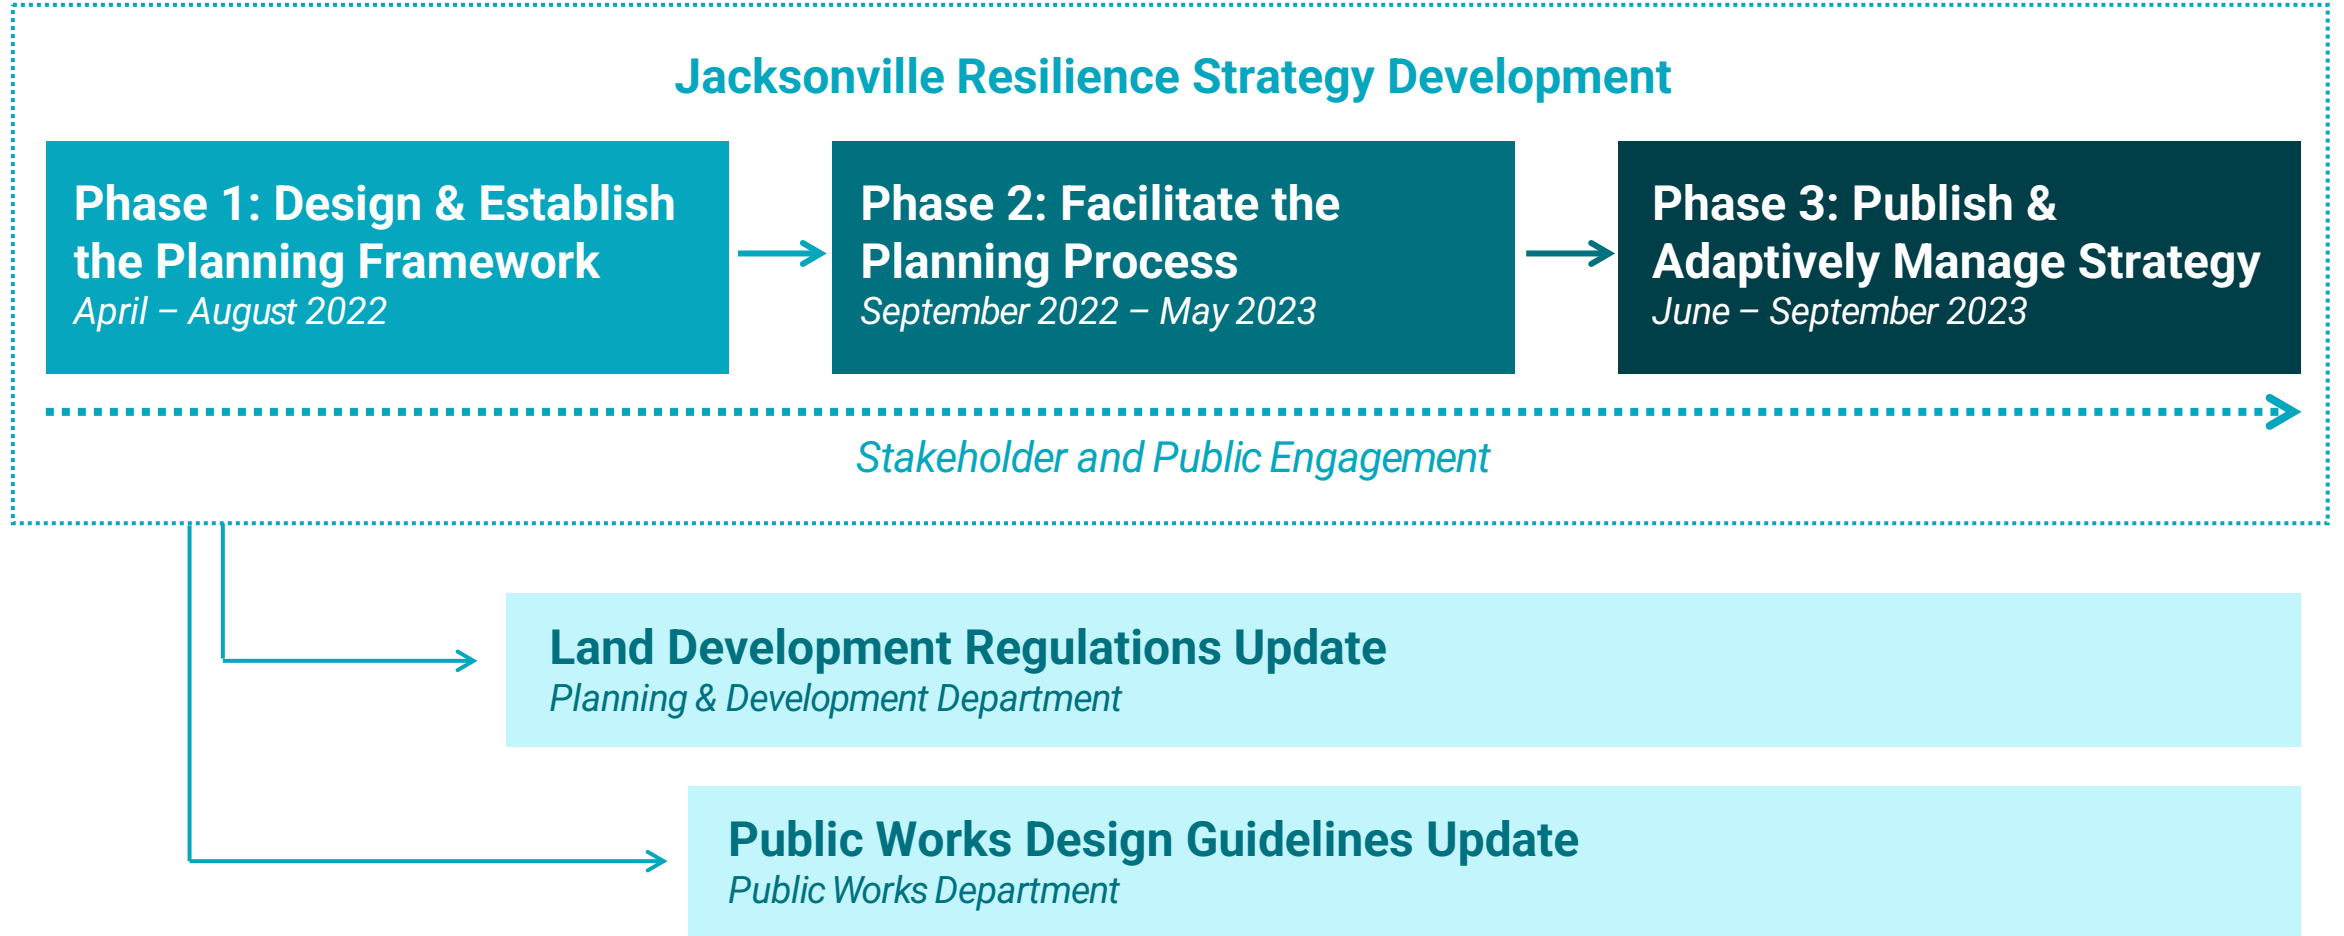 Jacksonville Resilience Strategy Development
Phase 1: Design & Establish
the Planning Framework
April – August 2022
Phase 2: Facilitate the
Planning Process
September 2022 – May 2023
Phase 3: Publish &
Adaptively Manage Strategy
June – September 2023
Stakeholder and Public Engagement
Land Development Regulations Update
Planning & Development Department
Public Works Design Guidelines Update
Public Works Department